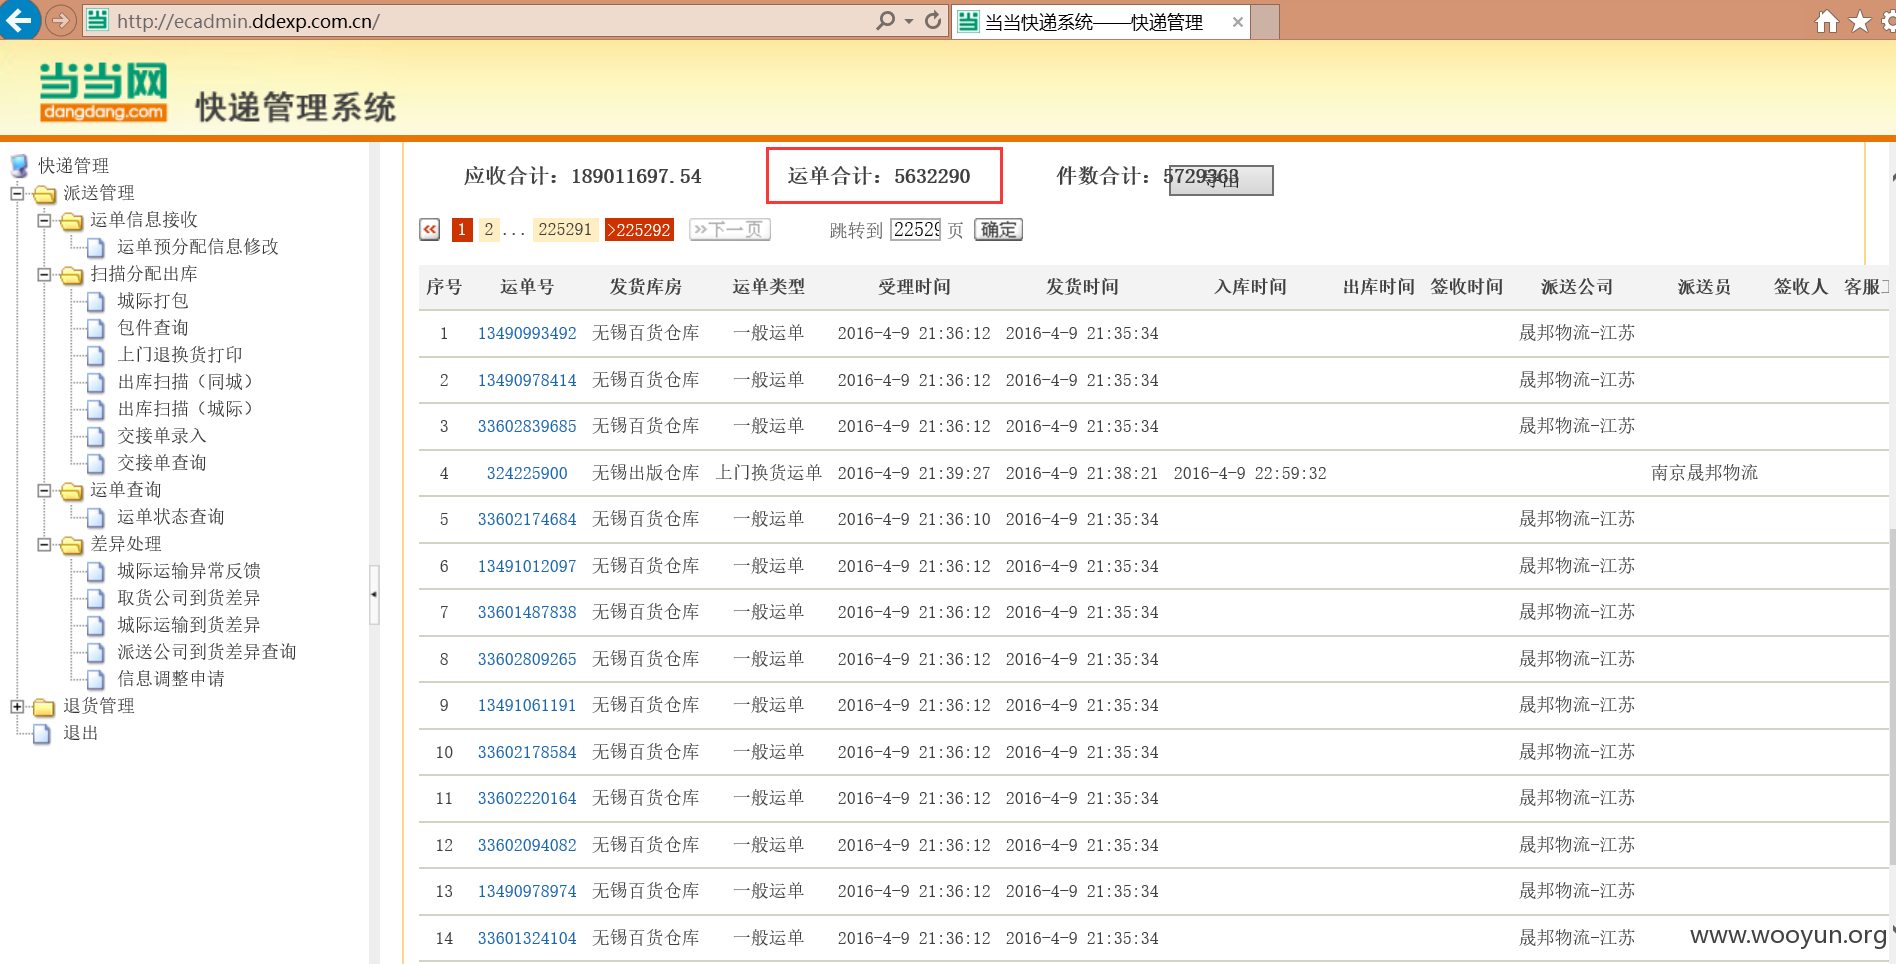 http://ecadmin.ddexp.com.cn/
当当快递系统——快递管理
当当网
dangdang.com
快递管理系统
快递管理
派送管理
运单信息接收
运单预分配信息修改
扫描分配出库
城际打包
包件查询
上门退换货打印
出库扫描（同城）
出库扫描（城际）
交接单录入
交接单查询
运单查询
运单状态查询
差异处理
城际运输异常反馈
取货公司到货差异
城际运输到货差异
派送公司到货差异查询
信息调整申请
退货管理
退出
应收合计：189011697.54 运单合计：5632290 件数合计：5729363 导出
1 2 ... 225291 >225292 »下一页 跳转到 22529 页 确定
序号 运单号 发货库房 运单类型 受理时间 发货时间 入库时间 出库时间 签收时间 派送公司 派送员 签收人 客服工
1 13490993492 无锡百货仓库 一般运单 2016-4-9 21:36:12 2016-4-9 21:35:34 晟邦物流-江苏
2 13490978414 无锡百货仓库 一般运单 2016-4-9 21:36:12 2016-4-9 21:35:34 晟邦物流-江苏
3 33602839685 无锡百货仓库 一般运单 2016-4-9 21:36:12 2016-4-9 21:35:34 晟邦物流-江苏
4 324225900 无锡出版仓库 上门换货运单 2016-4-9 21:39:27 2016-4-9 21:38:21 2016-4-9 22:59:32 南京晟邦物流
5 33602174684 无锡百货仓库 一般运单 2016-4-9 21:36:10 2016-4-9 21:35:34 晟邦物流-江苏
6 13491012097 无锡百货仓库 一般运单 2016-4-9 21:36:12 2016-4-9 21:35:34 晟邦物流-江苏
7 33601487838 无锡百货仓库 一般运单 2016-4-9 21:36:12 2016-4-9 21:35:34 晟邦物流-江苏
8 33602809265 无锡百货仓库 一般运单 2016-4-9 21:36:12 2016-4-9 21:35:34 晟邦物流-江苏
9 13491061191 无锡百货仓库 一般运单 2016-4-9 21:36:12 2016-4-9 21:35:34 晟邦物流-江苏
10 33602178584 无锡百货仓库 一般运单 2016-4-9 21:36:12 2016-4-9 21:35:34 晟邦物流-江苏
11 33602220164 无锡百货仓库 一般运单 2016-4-9 21:36:12 2016-4-9 21:35:34 晟邦物流-江苏
12 33602094082 无锡百货仓库 一般运单 2016-4-9 21:36:12 2016-4-9 21:35:34 晟邦物流-江苏
13 13490978974 无锡百货仓库 一般运单 2016-4-9 21:36:12 2016-4-9 21:35:34 晟邦物流-江苏
14 33601324104 无锡百货仓库 一般运单 2016-4-9 21:36:12 2016-4-9 21:35:34 晟邦物流-江苏
www.wooyun.org